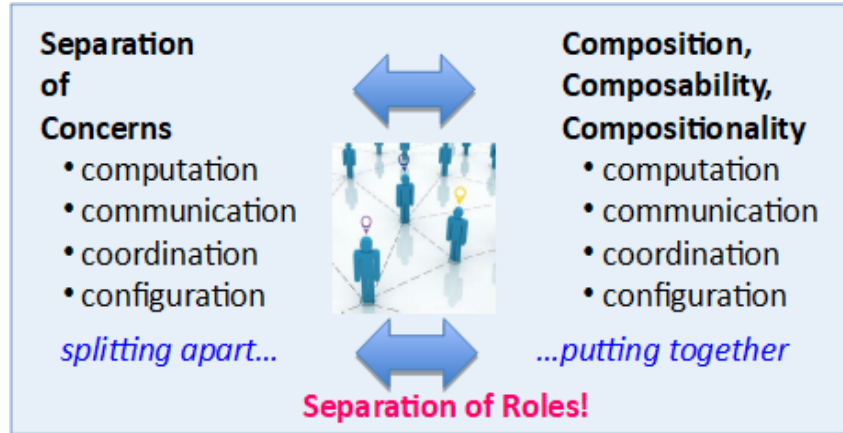 Separation
of
Concerns
• computation
• communication
• coordination
• configuration
splitting apart...
Composition,
Composability,
Compositionality
• computation
• communication
• coordination
• configuration
...putting together
Separation of Roles!